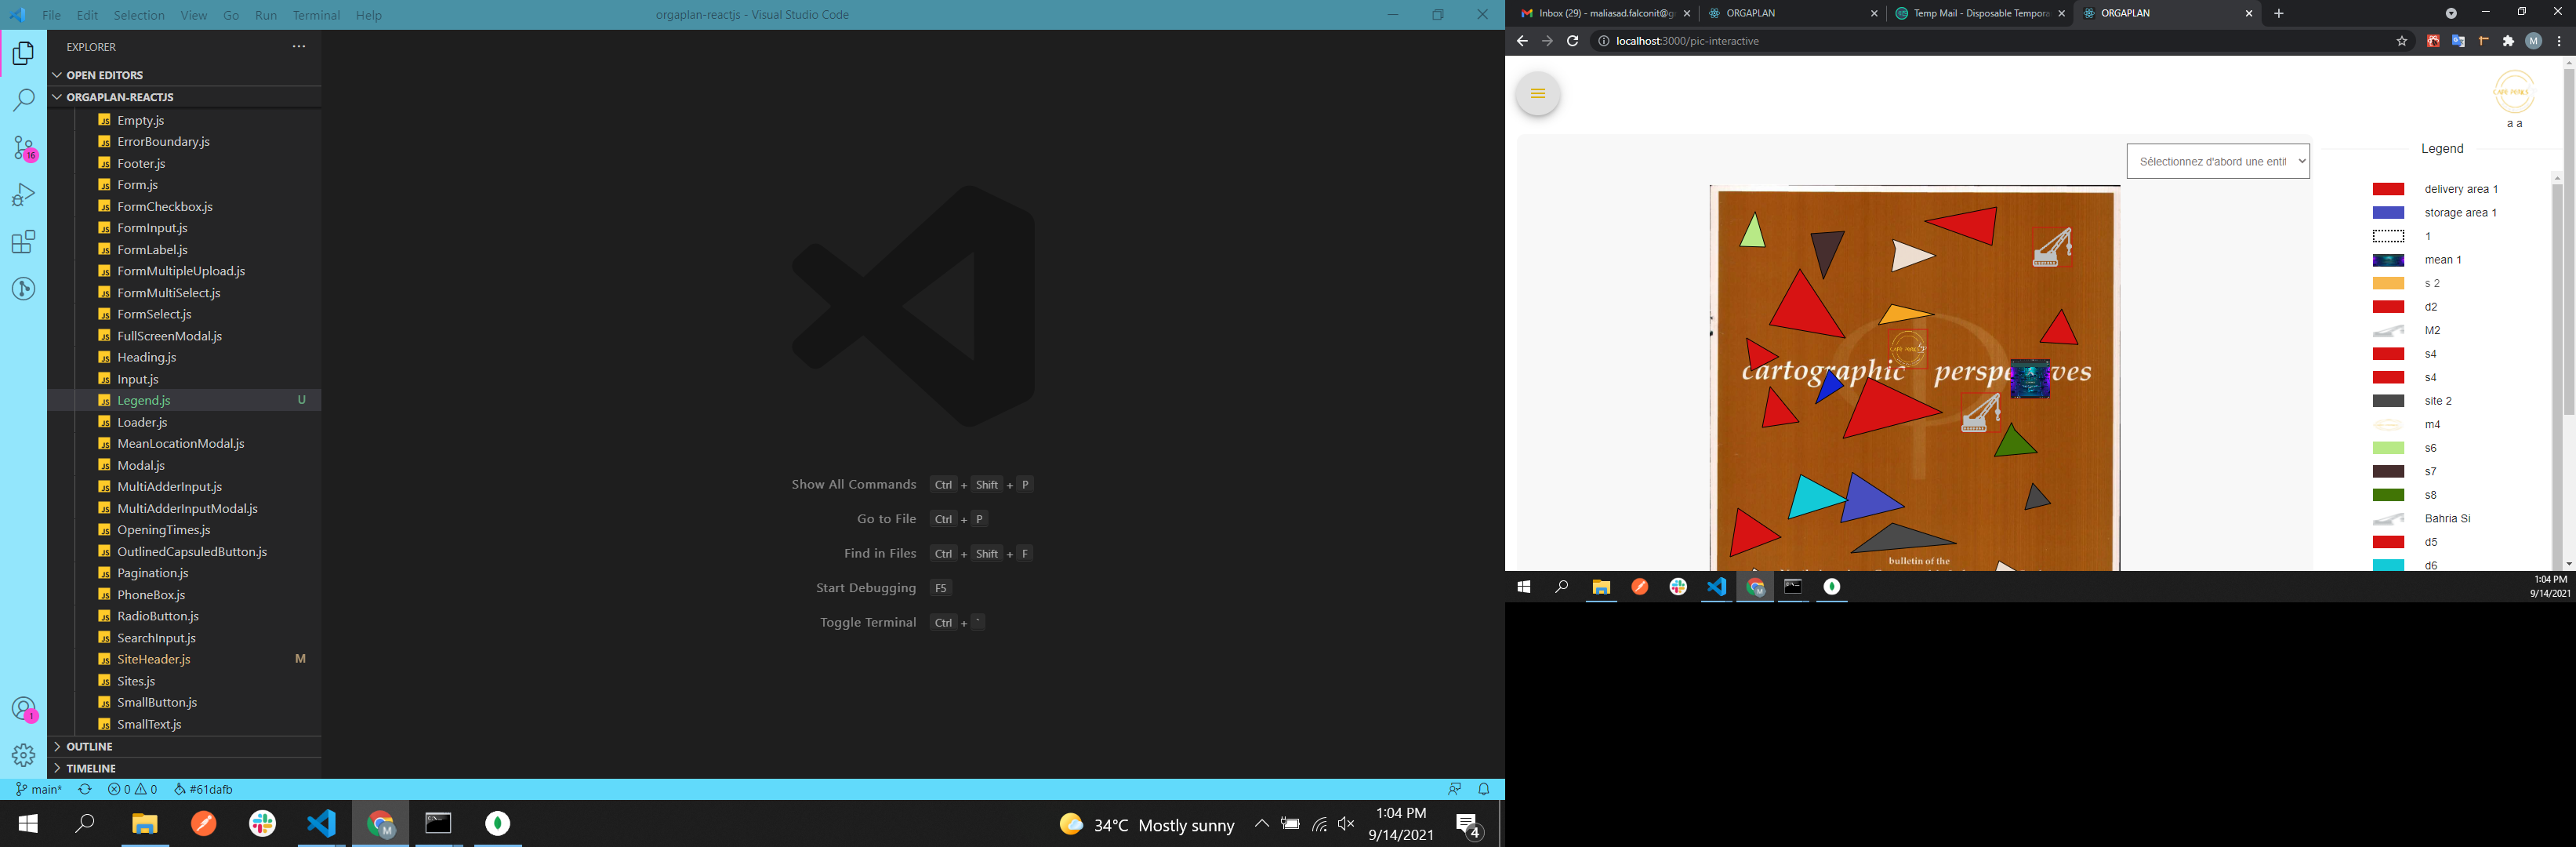 File Edit Selection View Go Run Terminal Help
orgaplan-reactjs - Visual Studio Code
EXPLORER
OPEN EDITORS
ORGAPLAN-REACTJS
Empty.js
ErrorBoundary.js
Footer.js
Form.js
FormCheckbox.js
FormInput.js
FormLabel.js
FormMultipleUpload.js
FormMultiSelect.js
FormSelect.js
FullScreenModal.js
Heading.js
Input.js
Legend.js U
Loader.js
MeanLocationModal.js
Modal.js
MultiAdderInput.js
MultiAdderInputModal.js
OpeningTimes.js
OutlinedCapsuledButton.js
Pagination.js
PhoneBox.js
RadioButton.js
SearchInput.js
SiteHeader.js M
Sites.js
SmallButton.js
SmallText.js
OUTLINE
TIMELINE
16
1
Show All Commands Ctrl + Shift + P
Go to File Ctrl + P
Find in Files Ctrl + Shift + F
Start Debugging F5
Toggle Terminal Ctrl + `
main* 0 0 #61dafb
34°C Mostly sunny
1:04 PM
9/14/2021
4
Inbox (29) - maliasad.falconit@g
ORGAPLAN
Temp Mail - Disposable Tempora
ORGAPLAN
localhost:3000/pic-interactive
M
a a
Sélectionnez d'abord une entit
Legend
delivery area 1
storage area 1
1
mean 1
s 2
d2
M2
s4
s4
site 2
m4
s6
s7
s8
Bahria Si
d5
d6
cartographic perspe ves
bulletin of the
1:04 PM
9/14/2021